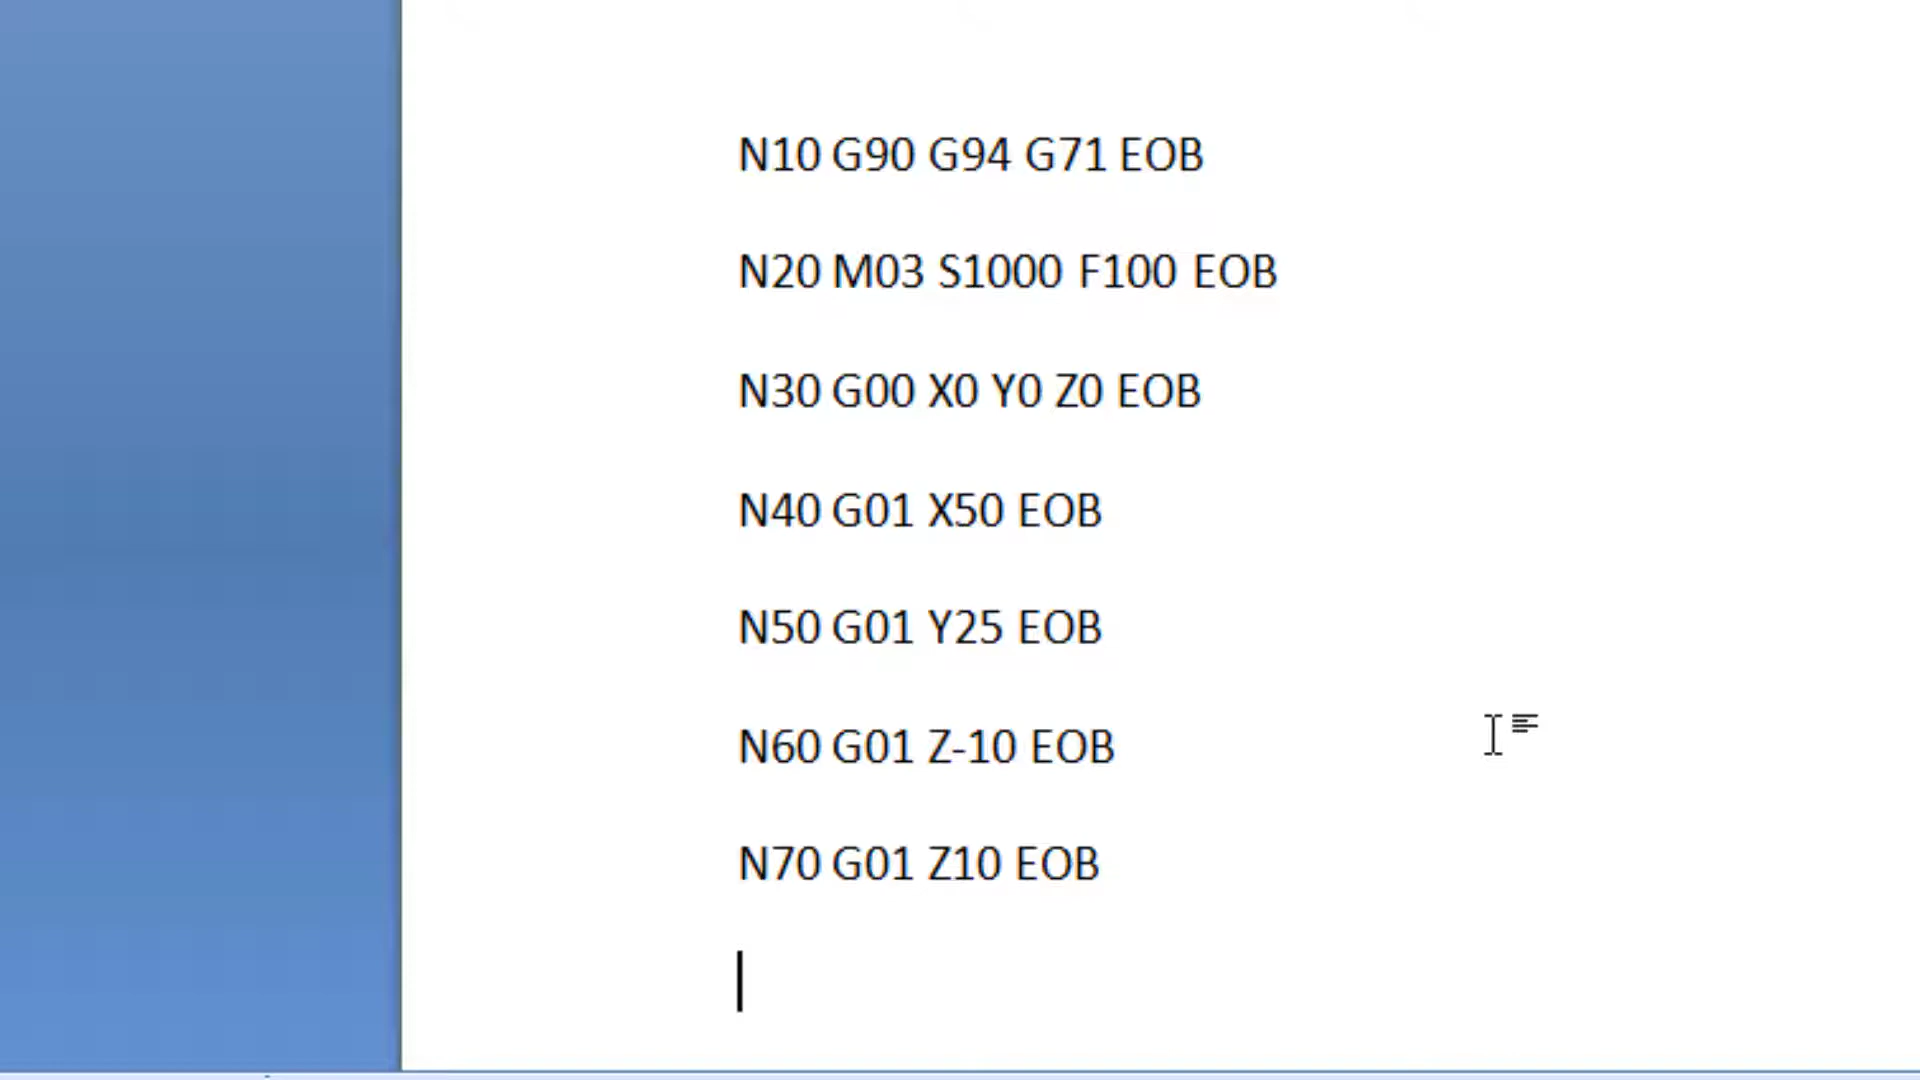 N10 G90 G94 G71 EOB
N20 M03 S1000 F100 EOB
N30 G00 X0 Y0 Z0 EOB
N40 G01 X50 EOB
N50 G01 Y25 EOB
N60 G01 Z-10 EOB
N70 G01 Z10 EOB